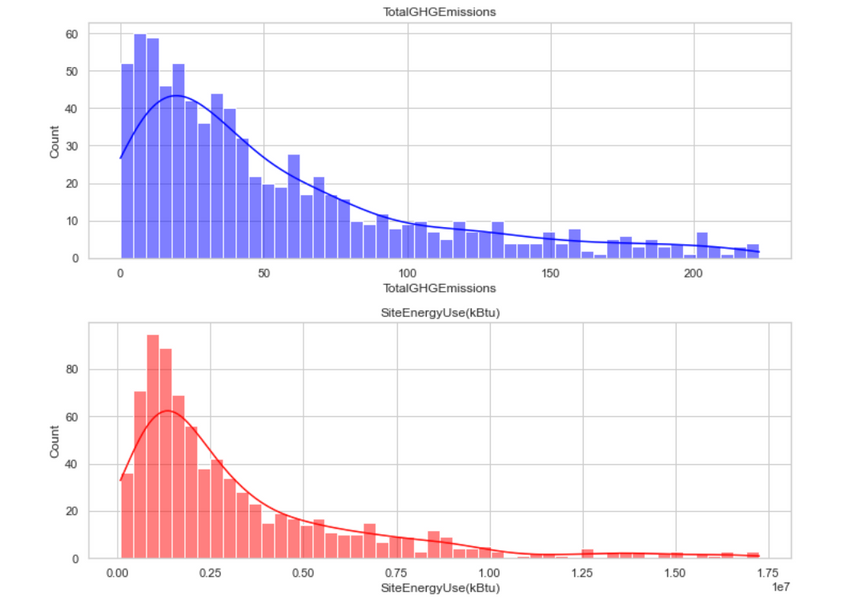 TotalGHGEmissions
60
50
40
30
20
10
0
Count
0 50 100 150 200
TotalGHGEmissions
SiteEnergyUse(kBtu)
80
60
40
20
0
Count
0.00 0.25 0.50 0.75 1.00 1.25 1.50 1.75
1e7
SiteEnergyUse(kBtu)